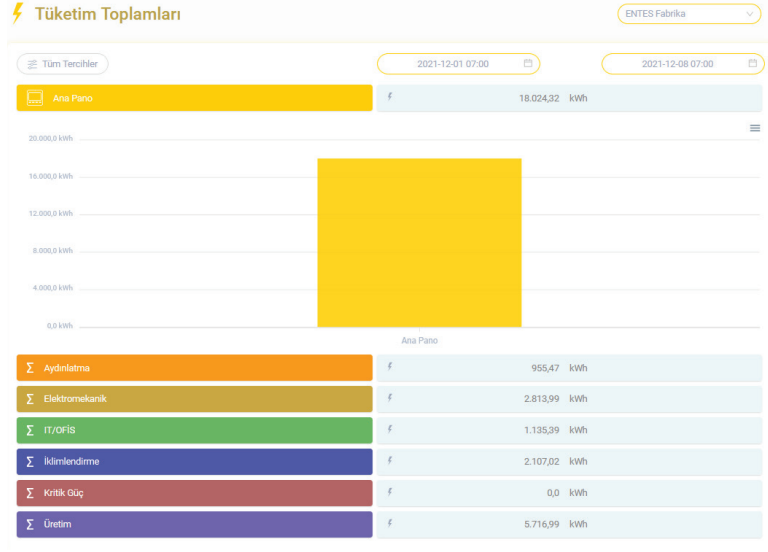 Tüketim Toplamları
ENTES Fabrika
Tüm Tercihler
2021-12-01 07:00
2021-12-08 07:00
Ana Pano
18.024,32 kWh
20.000,0 kWh
16.000,0 kWh
12.000,0 kWh
8.000,0 kWh
4.000,0 kWh
0,0 kWh
Ana Pano
Σ Aydınlatma 955,47 kWh
Σ Elektromekanik 2.813,99 kWh
Σ IT/OFİS 1.135,39 kWh
Σ İklimlendirme 2.107,02 kWh
Σ Kritik Güç 0,0 kWh
Σ Üretim 5.716,99 kWh